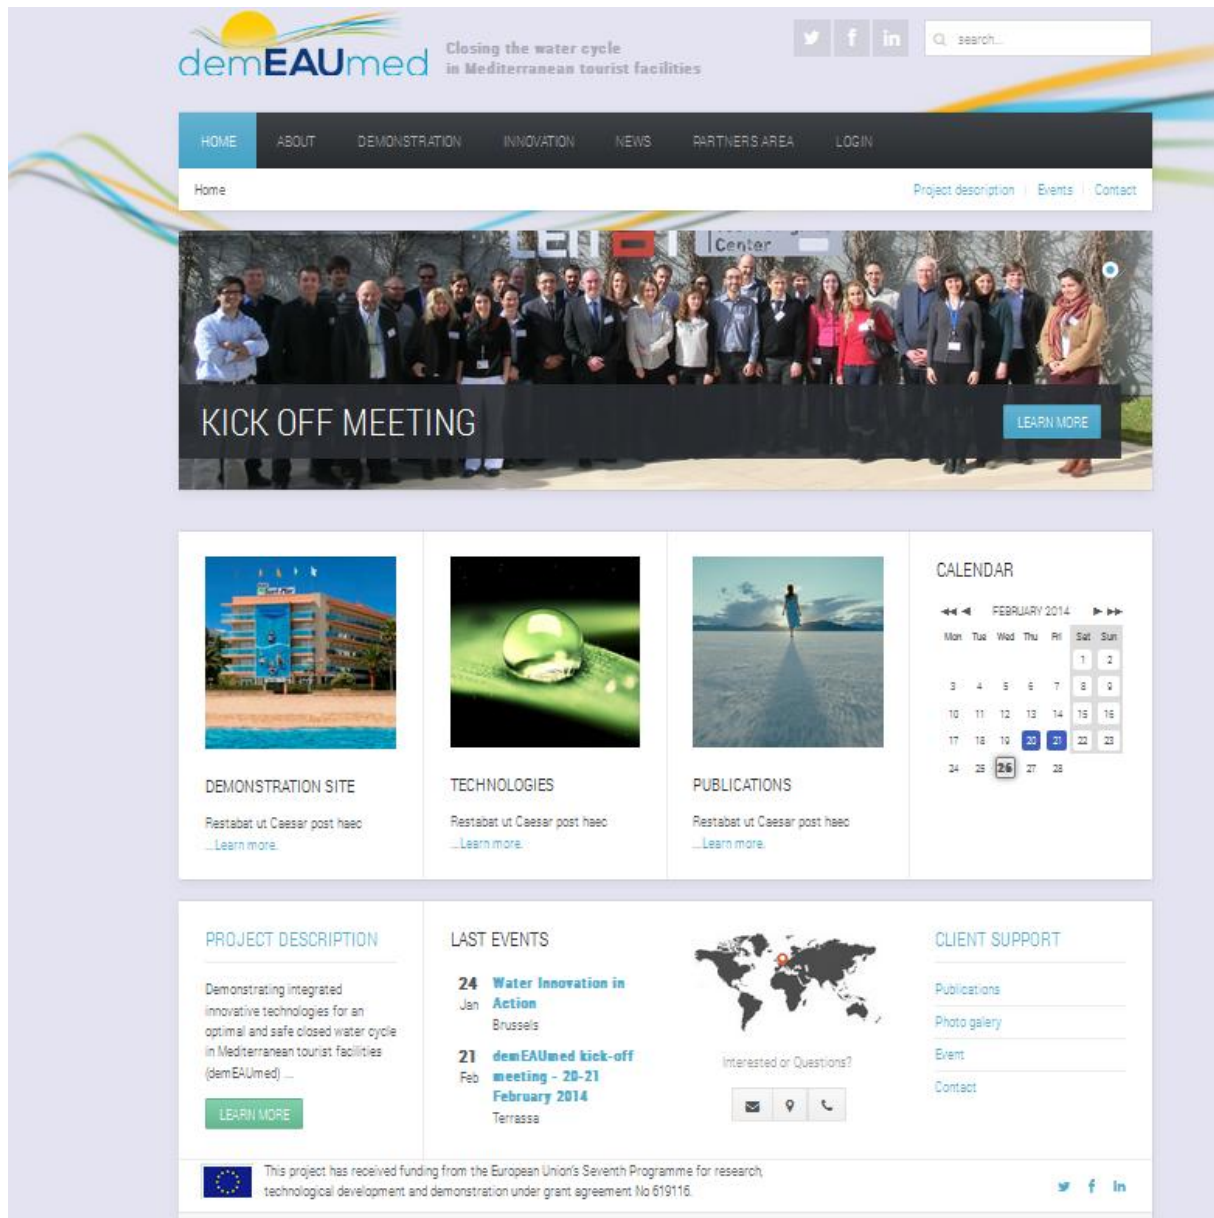 demEAUmed
Closing the water cycle
in Mediterranean tourist facilities
search...
HOME ABOUT DEMONSTRATION INNOVATION NEWS PARTNERS AREA LOGIN
Home
Project description Events Contact
Center
KICK OFF MEETING
LEARN MORE
DEMONSTRATION SITE
Restabat ut Caesar post haec
...Learn more.
TECHNOLOGIES
Restabat ut Caesar post haec
...Learn more.
PUBLICATIONS
Restabat ut Caesar post haec
...Learn more.
CALENDAR
FEBRUARY 2014
Mon Tue Wed Thu Fri Sat Sun
1 2
3 4 5 6 7 8 9
10 11 12 13 14 15 16
17 18 19 20 21 22 23
24 25 26 27 28
PROJECT DESCRIPTION
Demonstrating integrated
innovative technologies for an
optimal and safe closed water cycle
in Mediterranean tourist facilities
(demEAUmed) ...
LEARN MORE
LAST EVENTS
24 Water Innovation in
Jan Action
Brussels
21 demEAUmed kick-off
Feb meeting - 20-21
February 2014
Terrassa
Interested or Questions?
CLIENT SUPPORT
Publications
Photo galery
Event
Contact
This project has received funding from the European Union's Seventh Programme for research,
technological development and demonstration under grant agreement No 619116.